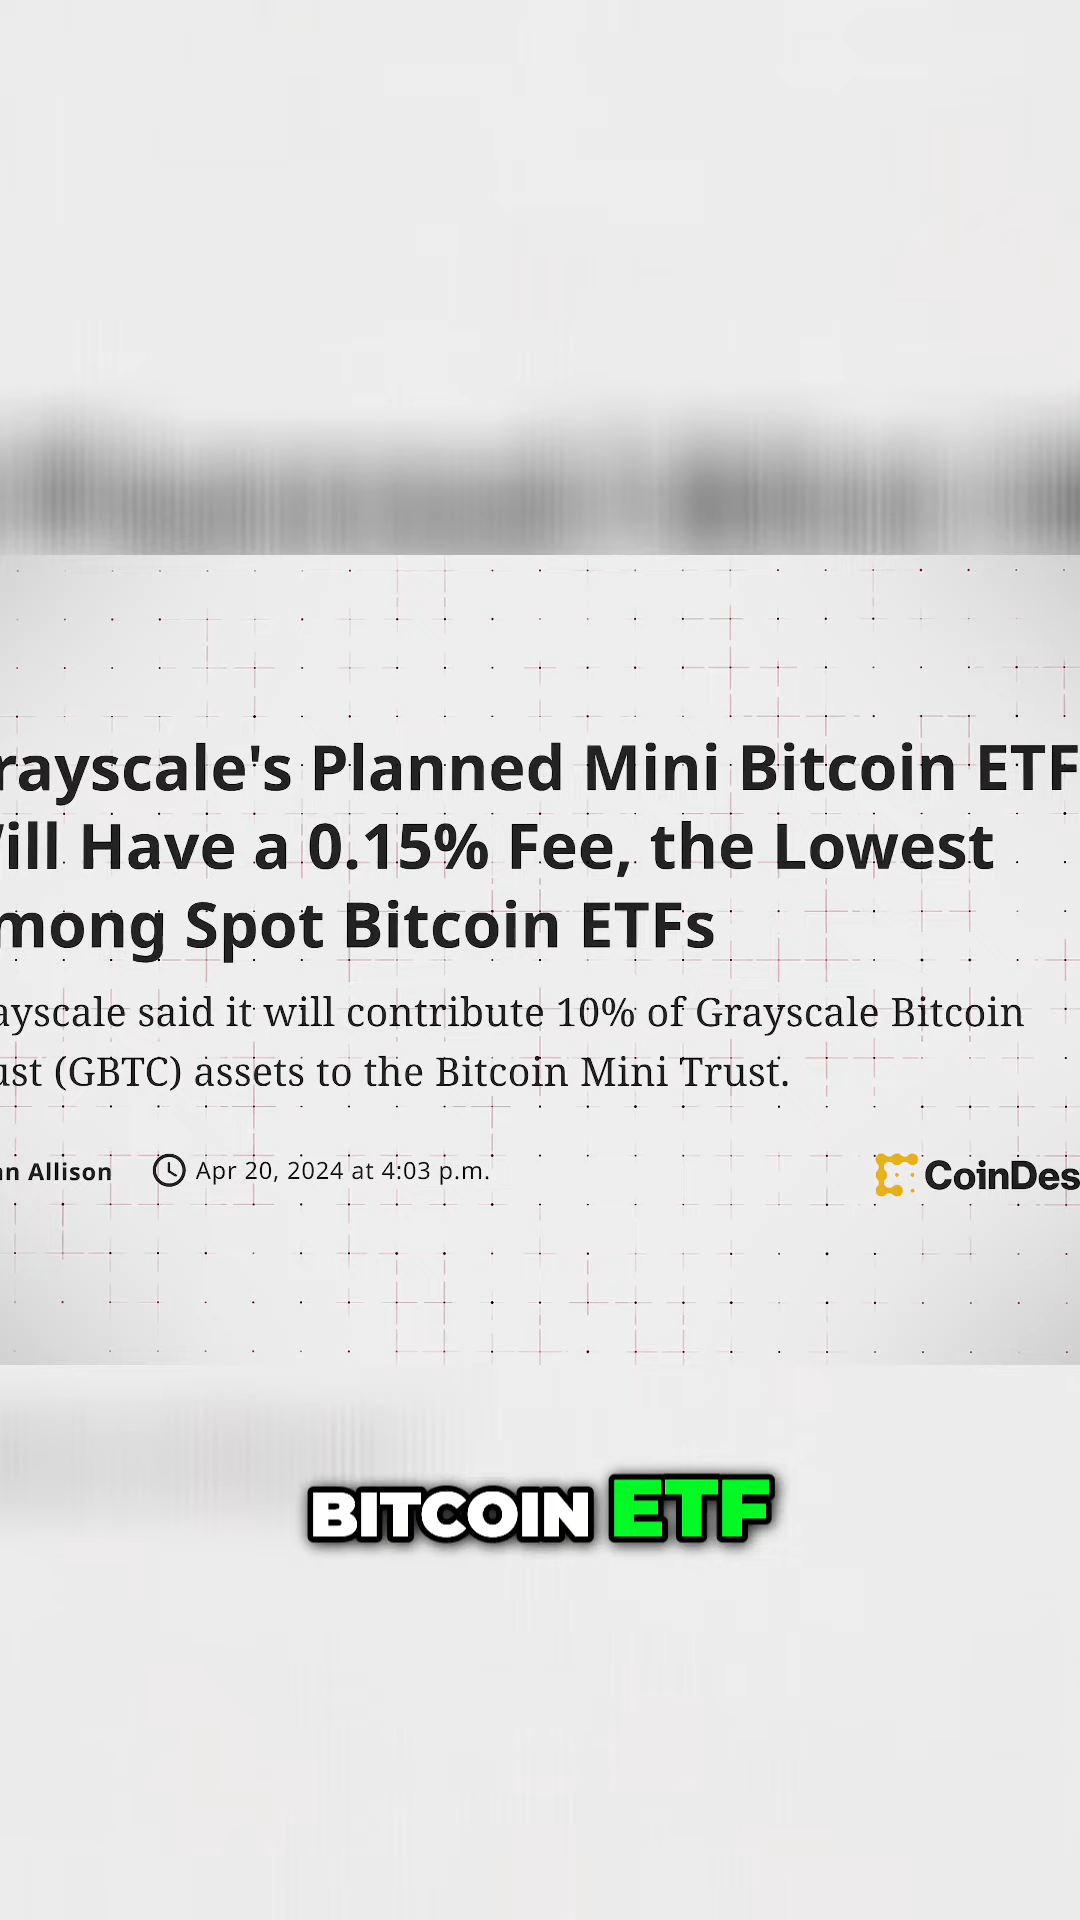 rayscale's Planned Mini Bitcoin ETF
ill Have a 0.15% Fee, the Lowest
mong Spot Bitcoin ETFs
ayscale said it will contribute 10% of Grayscale Bitcoin
ust (GBTC) assets to the Bitcoin Mini Trust.
an Allison Apr 20, 2024 at 4:03 p.m.
CoinDes
BITCOIN ETF